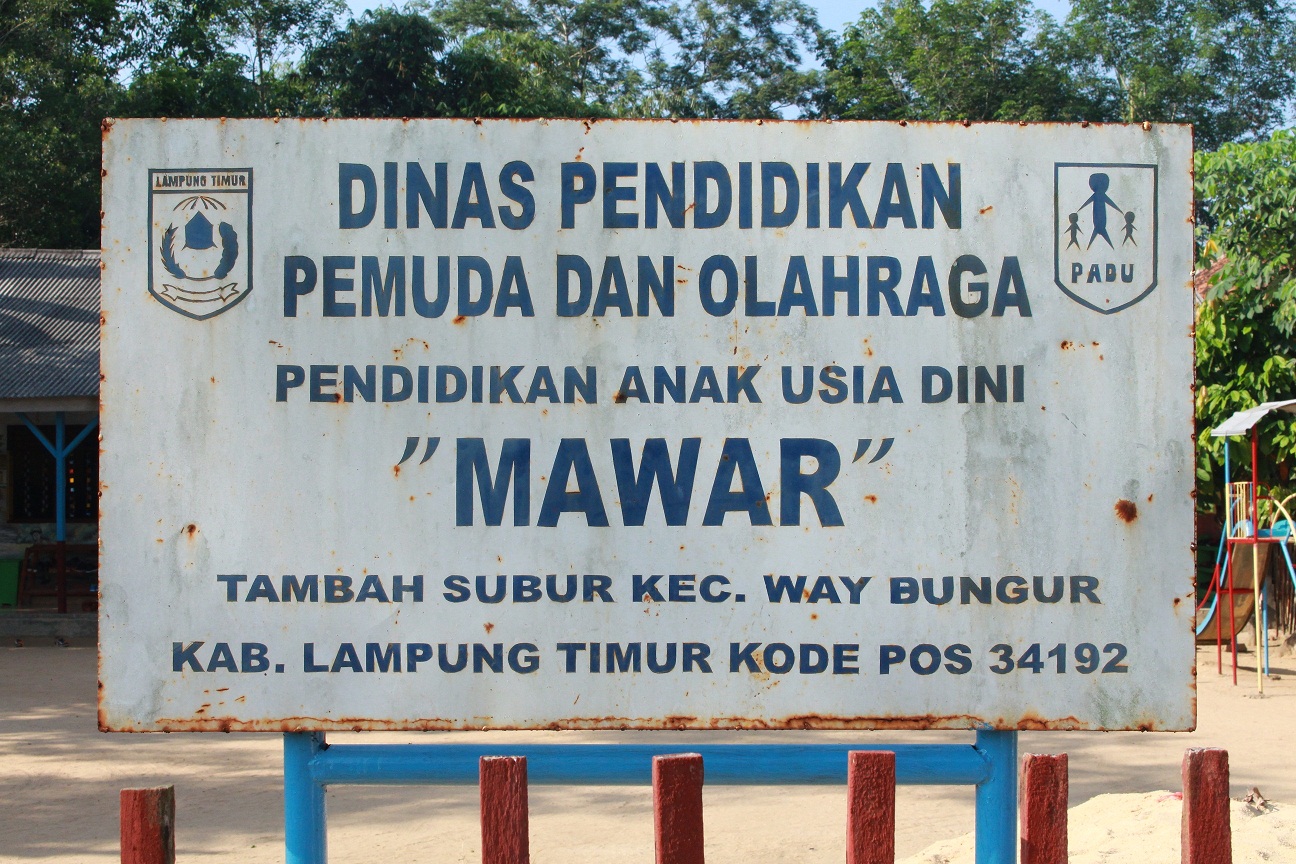 LAMPUNG TIMUR
DINAS PENDIDIKAN
PEMUDA DAN OLAHRAGA
PADU
PENDIDIKAN ANAK USIA DINI
"MAWAR"
TAMBAH SUBUR KEC. WAY BUNGUR
KAB. LAMPUNG TIMUR KODE POS 34192